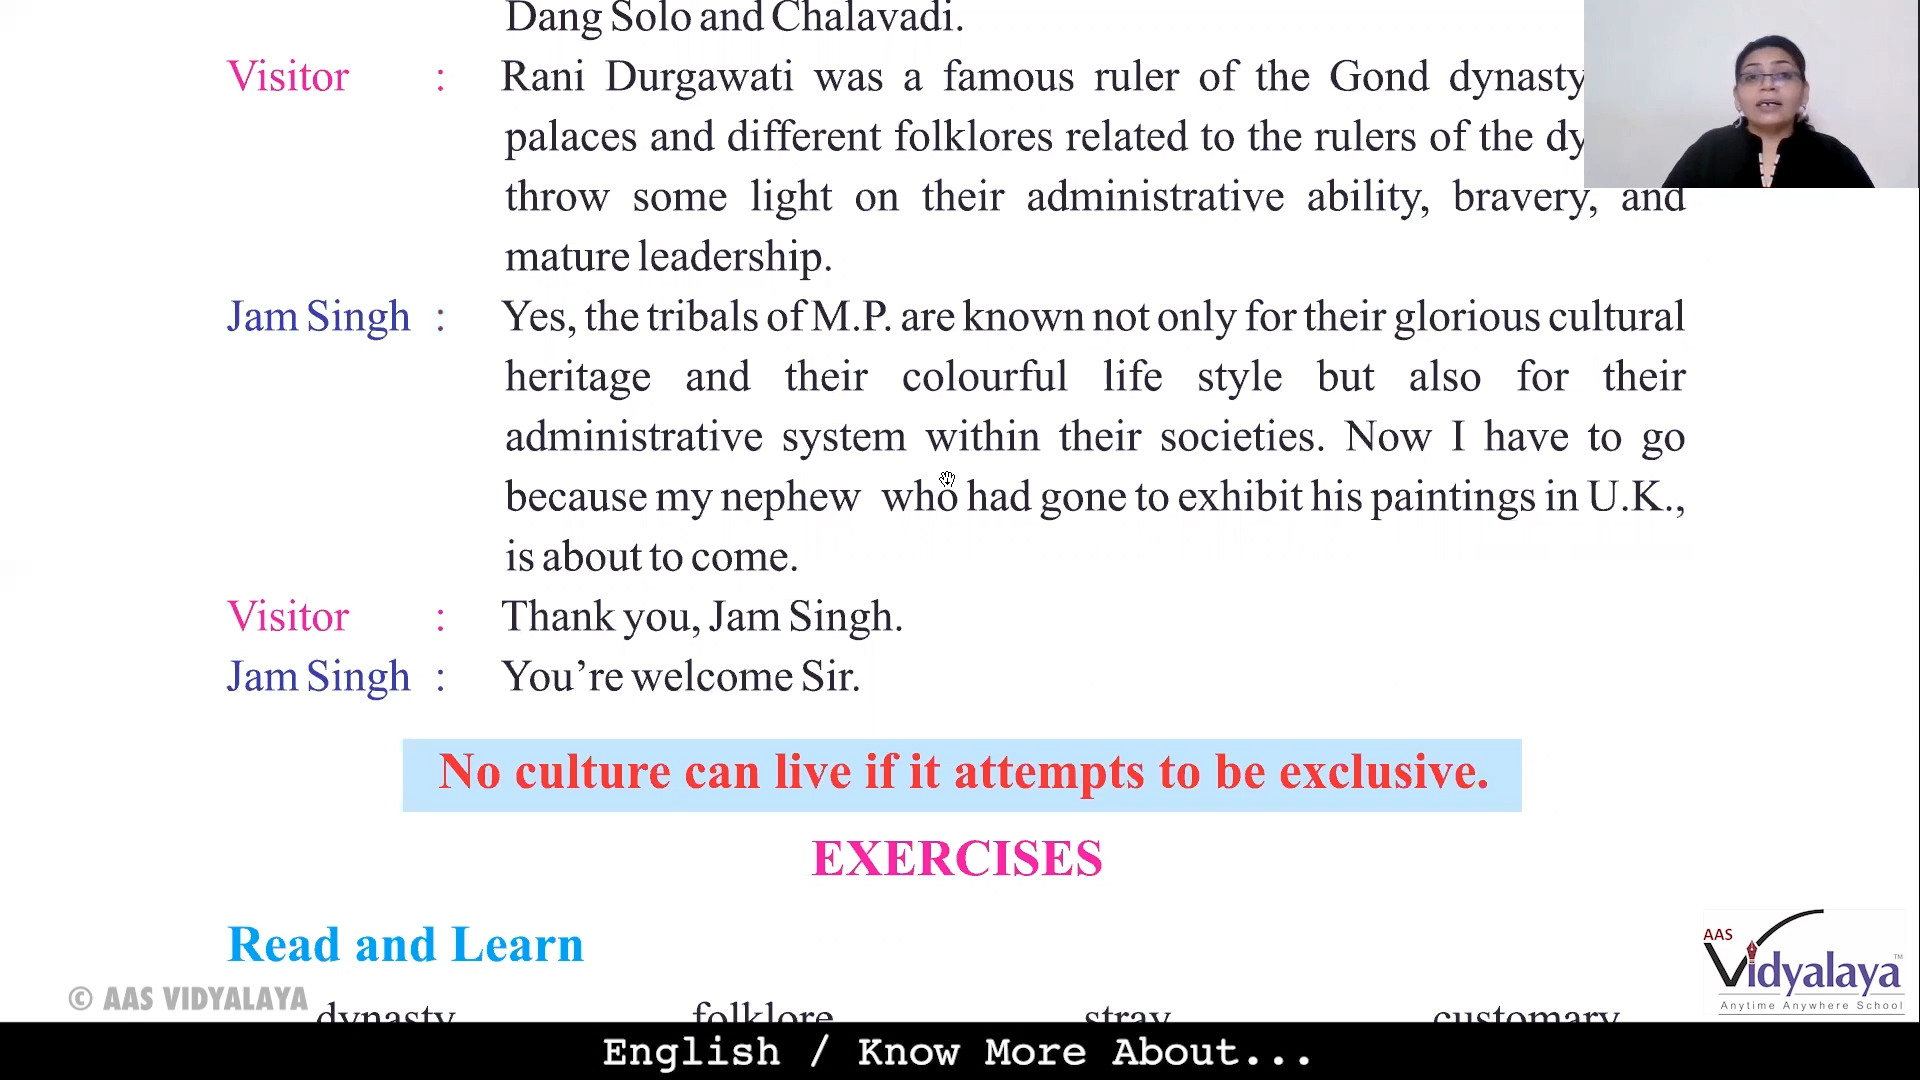 Dang Solo and Chalavadi.
Visitor : Rani Durgawati was a famous ruler of the Gond dynasty
palaces and different folklores related to the rulers of the dy
throw some light on their administrative ability, bravery, and
mature leadership.
Jam Singh : Yes, the tribals of M.P. are known not only for their glorious cultural
heritage and their colourful life style but also for their
administrative system within their societies. Now I have to go
because my nephew who had gone to exhibit his paintings in U.K.,
is about to come.
Visitor : Thank you, Jam Singh.
Jam Singh : You're welcome Sir.
No culture can live if it attempts to be exclusive.
EXERCISES
Read and Learn
dynasty folklore stray customary
© AAS VIDYALAYA
AAS
Vidyalaya™
Anytime Anywhere School
English / Know More About...